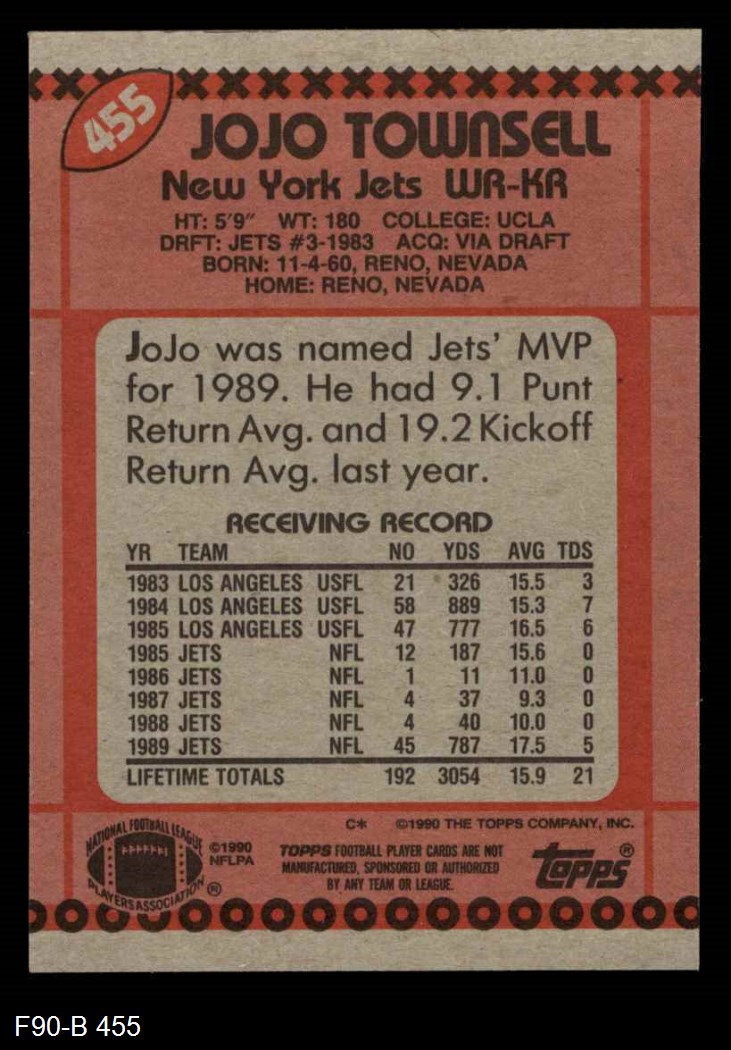 455
JOJO TOWNSELL
New York Jets WR-KR
HT: 5'9" WT: 180 COLLEGE: UCLA
DRFT: JETS #3-1983 ACQ: VIA DRAFT
BORN: 11-4-60, RENO, NEVADA
HOME: RENO, NEVADA
JoJo was named Jets' MVP
for 1989. He had 9.1 Punt
Return Avg. and 19.2 Kickoff
Return Avg. last year.
RECEIVING RECORD
YR TEAM NO YDS AVG TDS
1983 LOS ANGELES USFL 21 326 15.5 3
1984 LOS ANGELES USFL 58 889 15.3 7
1985 LOS ANGELES USFL 47 777 16.5 6
1985 JETS NFL 12 187 15.6 0
1986 JETS NFL 1 11 11.0 0
1987 JETS NFL 4 37 9.3 0
1988 JETS NFL 4 40 10.0 0
1989 JETS NFL 45 787 17.5 5
LIFETIME TOTALS 192 3054 15.9 21
C* ©1990 THE TOPPS COMPANY, INC.
NATIONAL FOOTBALL LEAGUE
PLAYERS ASSOCIATION ®
©1990
NFLPA
TOPPS FOOTBALL PLAYER CARDS ARE NOT
MANUFACTURED, SPONSORED OR AUTHORIZED
BY ANY TEAM OR LEAGUE.
topps®
F90-B 455